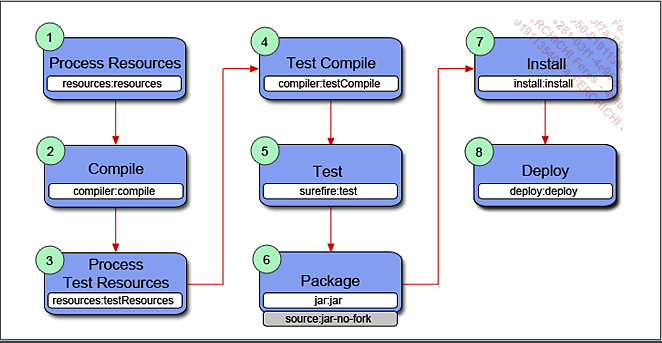 1
Process Resources
resources:resources
2
Compile
compiler:compile
3
Process
Test Resources
resources:testResources
4
Test Compile
compiler:testCompile
5
Test
surefire:test
6
Package
jar:jar
source:jar-no-fork
7
Install
install:install
8
Deploy
deploy:deploy